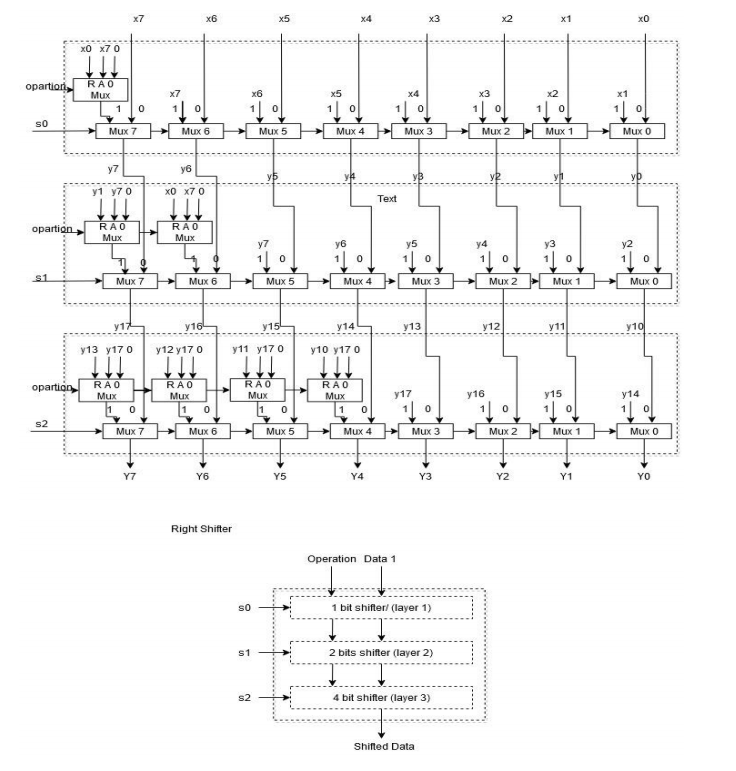 x7 x6 x5 x4 x3 x2 x1 x0
x0 x7 0
opartion R A 0
Mux
x7 x6 x5 x4 x3 x2 x1
1 0 1 0 1 0 1 0 1 0 1 0 1 0 1 0
s0 Mux 7 Mux 6 Mux 5 Mux 4 Mux 3 Mux 2 Mux 1 Mux 0
y7 y6 y5 y4 y3 y2 y1 y0
Text
y1 y7 0 x0 x7 0
opartion R A 0 R A 0
Mux Mux
y7 y6 y5 y4 y3 y2
1 0 1 0 1 0 1 0 1 0 1 0 1 0 1 0
s1 Mux 7 Mux 6 Mux 5 Mux 4 Mux 3 Mux 2 Mux 1 Mux 0
y17 y16 y15 y14 y13 y12 y11 y10
y13 y17 0 y12 y17 0 y11 y17 0 y10 y17 0
opartion R A 0 R A 0 R A 0 R A 0
Mux Mux Mux Mux
y17 y16 y15 y14
1 0 1 0 1 0 1 0 1 0 1 0 1 0 1 0
s2 Mux 7 Mux 6 Mux 5 Mux 4 Mux 3 Mux 2 Mux 1 Mux 0
Y7 Y6 Y5 Y4 Y3 Y2 Y1 Y0
Right Shifter
Operation Data 1
s0 1 bit shifter/ (layer 1)
s1 2 bits shifter (layer 2)
s2 4 bit shifter (layer 3)
Shifted Data